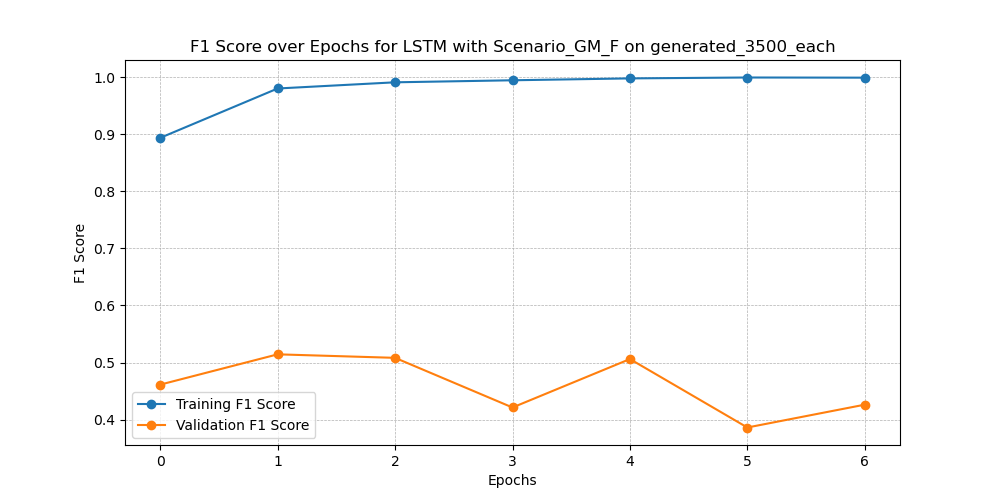 F1 Score over Epochs for LSTM with Scenario_GM_F on generated_3500_each
1.0
0.9
0.8
0.7
0.6
0.5
0.4
F1 Score
Training F1 Score
Validation F1 Score
0 1 2 3 4 5 6
Epochs